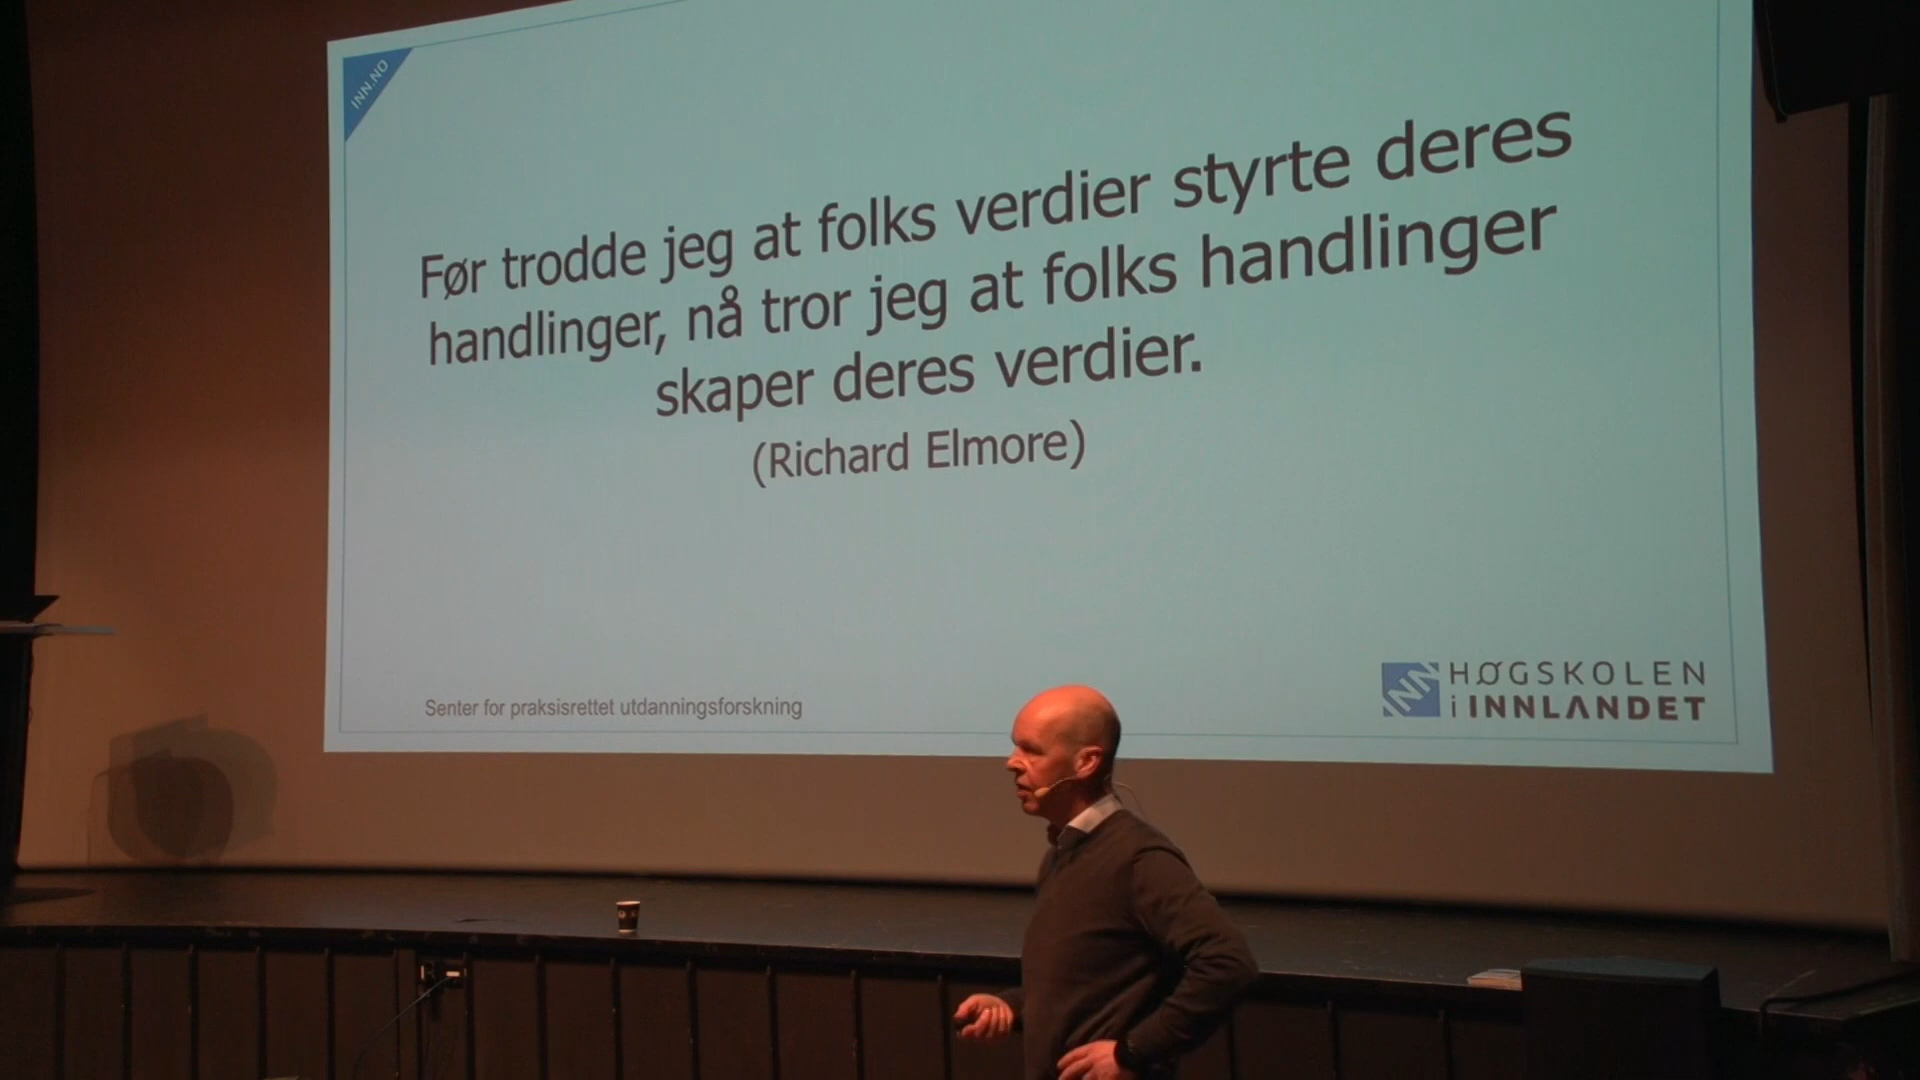 INN.NO
Før trodde jeg at folks verdier styrte deres
handlinger, nå tror jeg at folks handlinger
skaper deres verdier.
(Richard Elmore)
Senter for praksisrettet utdanningsforskning
INN
HØGSKOLEN
i INNLANDET